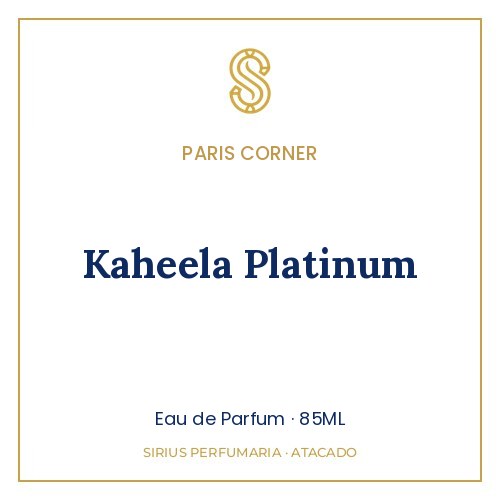 PARIS CORNER
Kaheela Platinum
Eau de Parfum · 85ML
SIRIUS PERFUMARIA · ATACADO